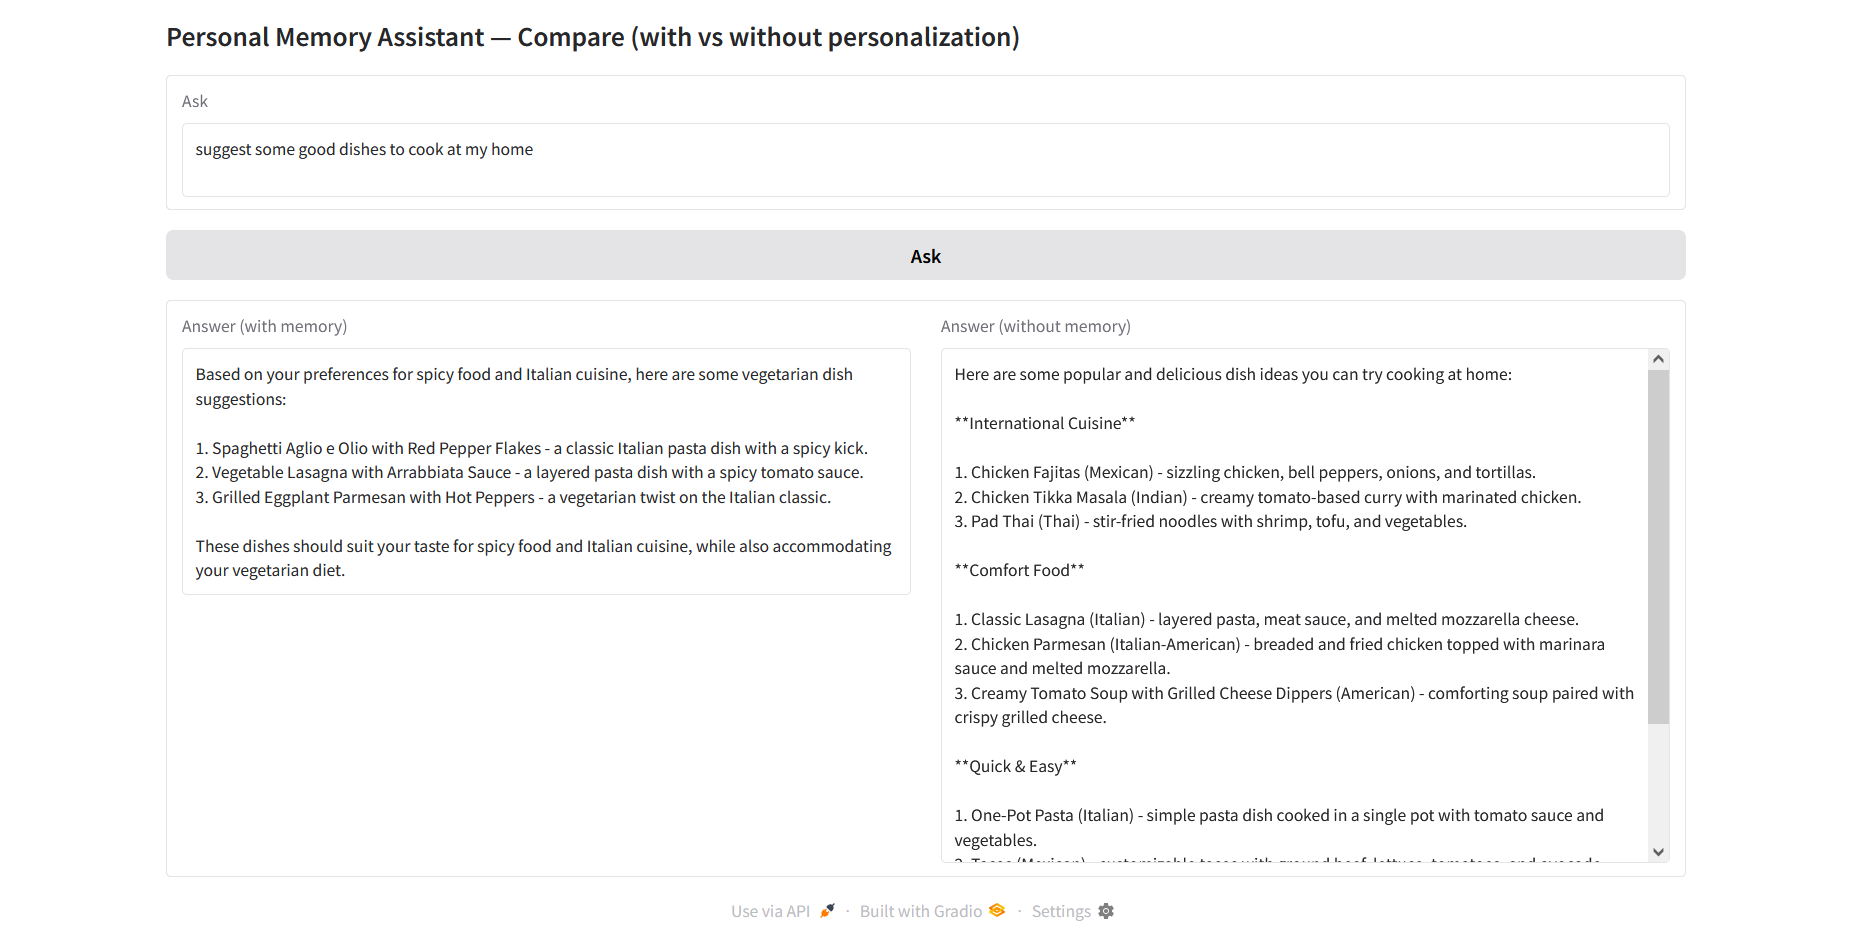 Personal Memory Assistant — Compare (with vs without personalization)
Ask
suggest some good dishes to cook at my home
Ask
Answer (with memory)
Based on your preferences for spicy food and Italian cuisine, here are some vegetarian dish
suggestions:
1. Spaghetti Aglio e Olio with Red Pepper Flakes - a classic Italian pasta dish with a spicy kick.
2. Vegetable Lasagna with Arrabbiata Sauce - a layered pasta dish with a spicy tomato sauce.
3. Grilled Eggplant Parmesan with Hot Peppers - a vegetarian twist on the Italian classic.
These dishes should suit your taste for spicy food and Italian cuisine, while also accommodating
your vegetarian diet.
Answer (without memory)
Here are some popular and delicious dish ideas you can try cooking at home:
**International Cuisine**
1. Chicken Fajitas (Mexican) - sizzling chicken, bell peppers, onions, and tortillas.
2. Chicken Tikka Masala (Indian) - creamy tomato-based curry with marinated chicken.
3. Pad Thai (Thai) - stir-fried noodles with shrimp, tofu, and vegetables.
**Comfort Food**
1. Classic Lasagna (Italian) - layered pasta, meat sauce, and melted mozzarella cheese.
2. Chicken Parmesan (Italian-American) - breaded and fried chicken topped with marinara
sauce and melted mozzarella.
3. Creamy Tomato Soup with Grilled Cheese Dippers (American) - comforting soup paired with
crispy grilled cheese.
**Quick & Easy**
1. One-Pot Pasta (Italian) - simple pasta dish cooked in a single pot with tomato sauce and
vegetables.
Use via API · Built with Gradio · Settings